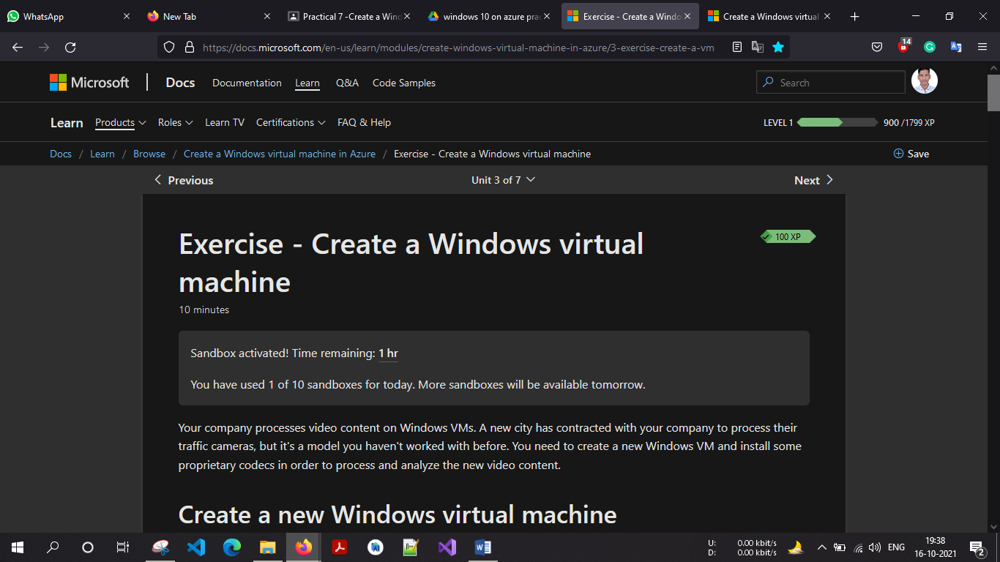 WhatsApp
New Tab
Practical 7 -Create a Wind
windows 10 on azure prac
Exercise - Create a Windo
Create a Windows virtual
https://docs.microsoft.com/en-us/learn/modules/create-windows-virtual-machine-in-azure/3-exercise-create-a-vm
14
Microsoft
Docs
Documentation
Learn
Q&A
Code Samples
Search
Learn
Products
Roles
Learn TV
Certifications
FAQ & Help
LEVEL 1
900 /1799 XP
Docs / Learn / Browse / Create a Windows virtual machine in Azure / Exercise - Create a Windows virtual machine
Save
Previous
Unit 3 of 7
Next
Exercise - Create a Windows virtual
machine
100 XP
10 minutes
Sandbox activated! Time remaining: 1 hr
You have used 1 of 10 sandboxes for today. More sandboxes will be available tomorrow.
Your company processes video content on Windows VMs. A new city has contracted with your company to process their
traffic cameras, but it's a model you haven't worked with before. You need to create a new Windows VM and install some
proprietary codecs in order to process and analyze the new video content.
Create a new Windows virtual machine
U: 0.00 kbit/s
D: 0.00 kbit/s
ENG
19:38
16-10-2021
2